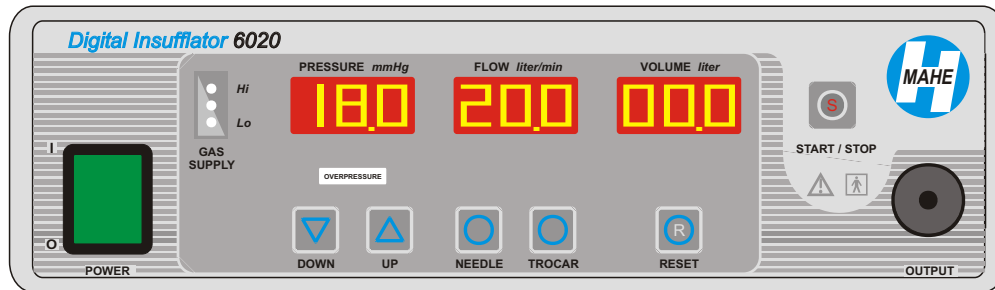 Digital Insufflator 6020
PRESSURE mmHg
FLOW liter/min
VOLUME liter
Hi
Lo
GAS
SUPPLY
18.0
20.0
00.0
OVERPRESSURE
DOWN
UP
NEEDLE
TROCAR
R
RESET
S
START / STOP
H
MAHE
I
O
POWER
OUTPUT